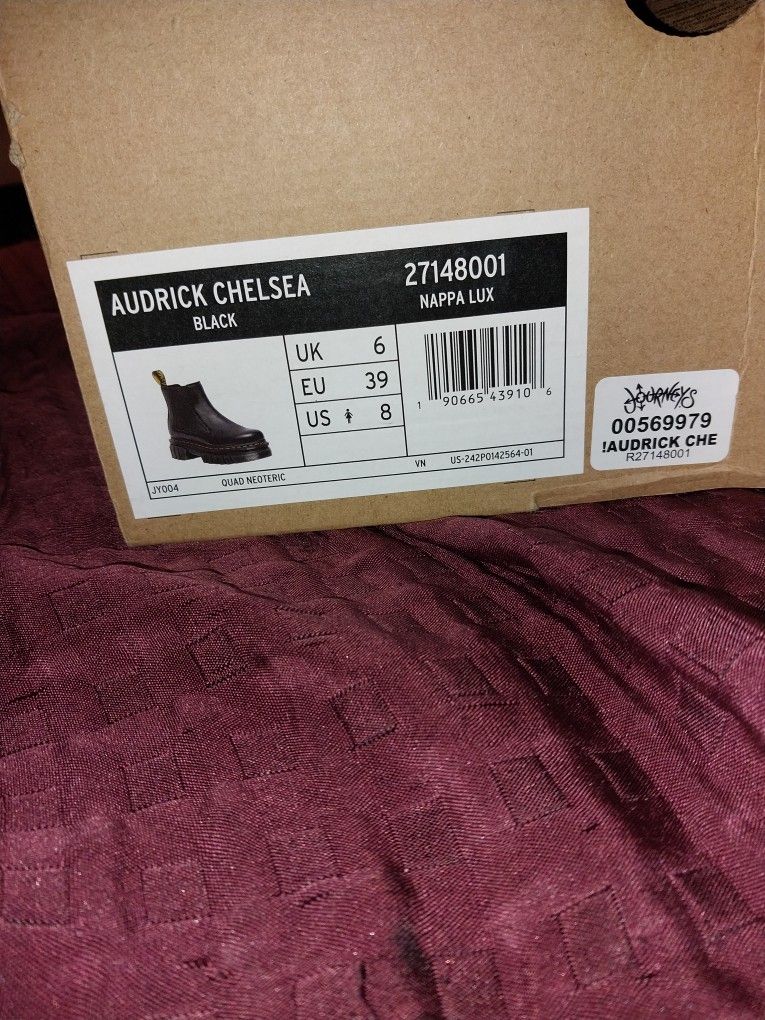 AUDRICK CHELSEA
BLACK
27148001
NAPPA LUX
UK 6
EU 39
US 8
1 90665 43910 6
JY004
QUAD NEOTERIC
VN US-242P0142564-01
JOURNEYS
00569979
!AUDRICK CHE
R27148001